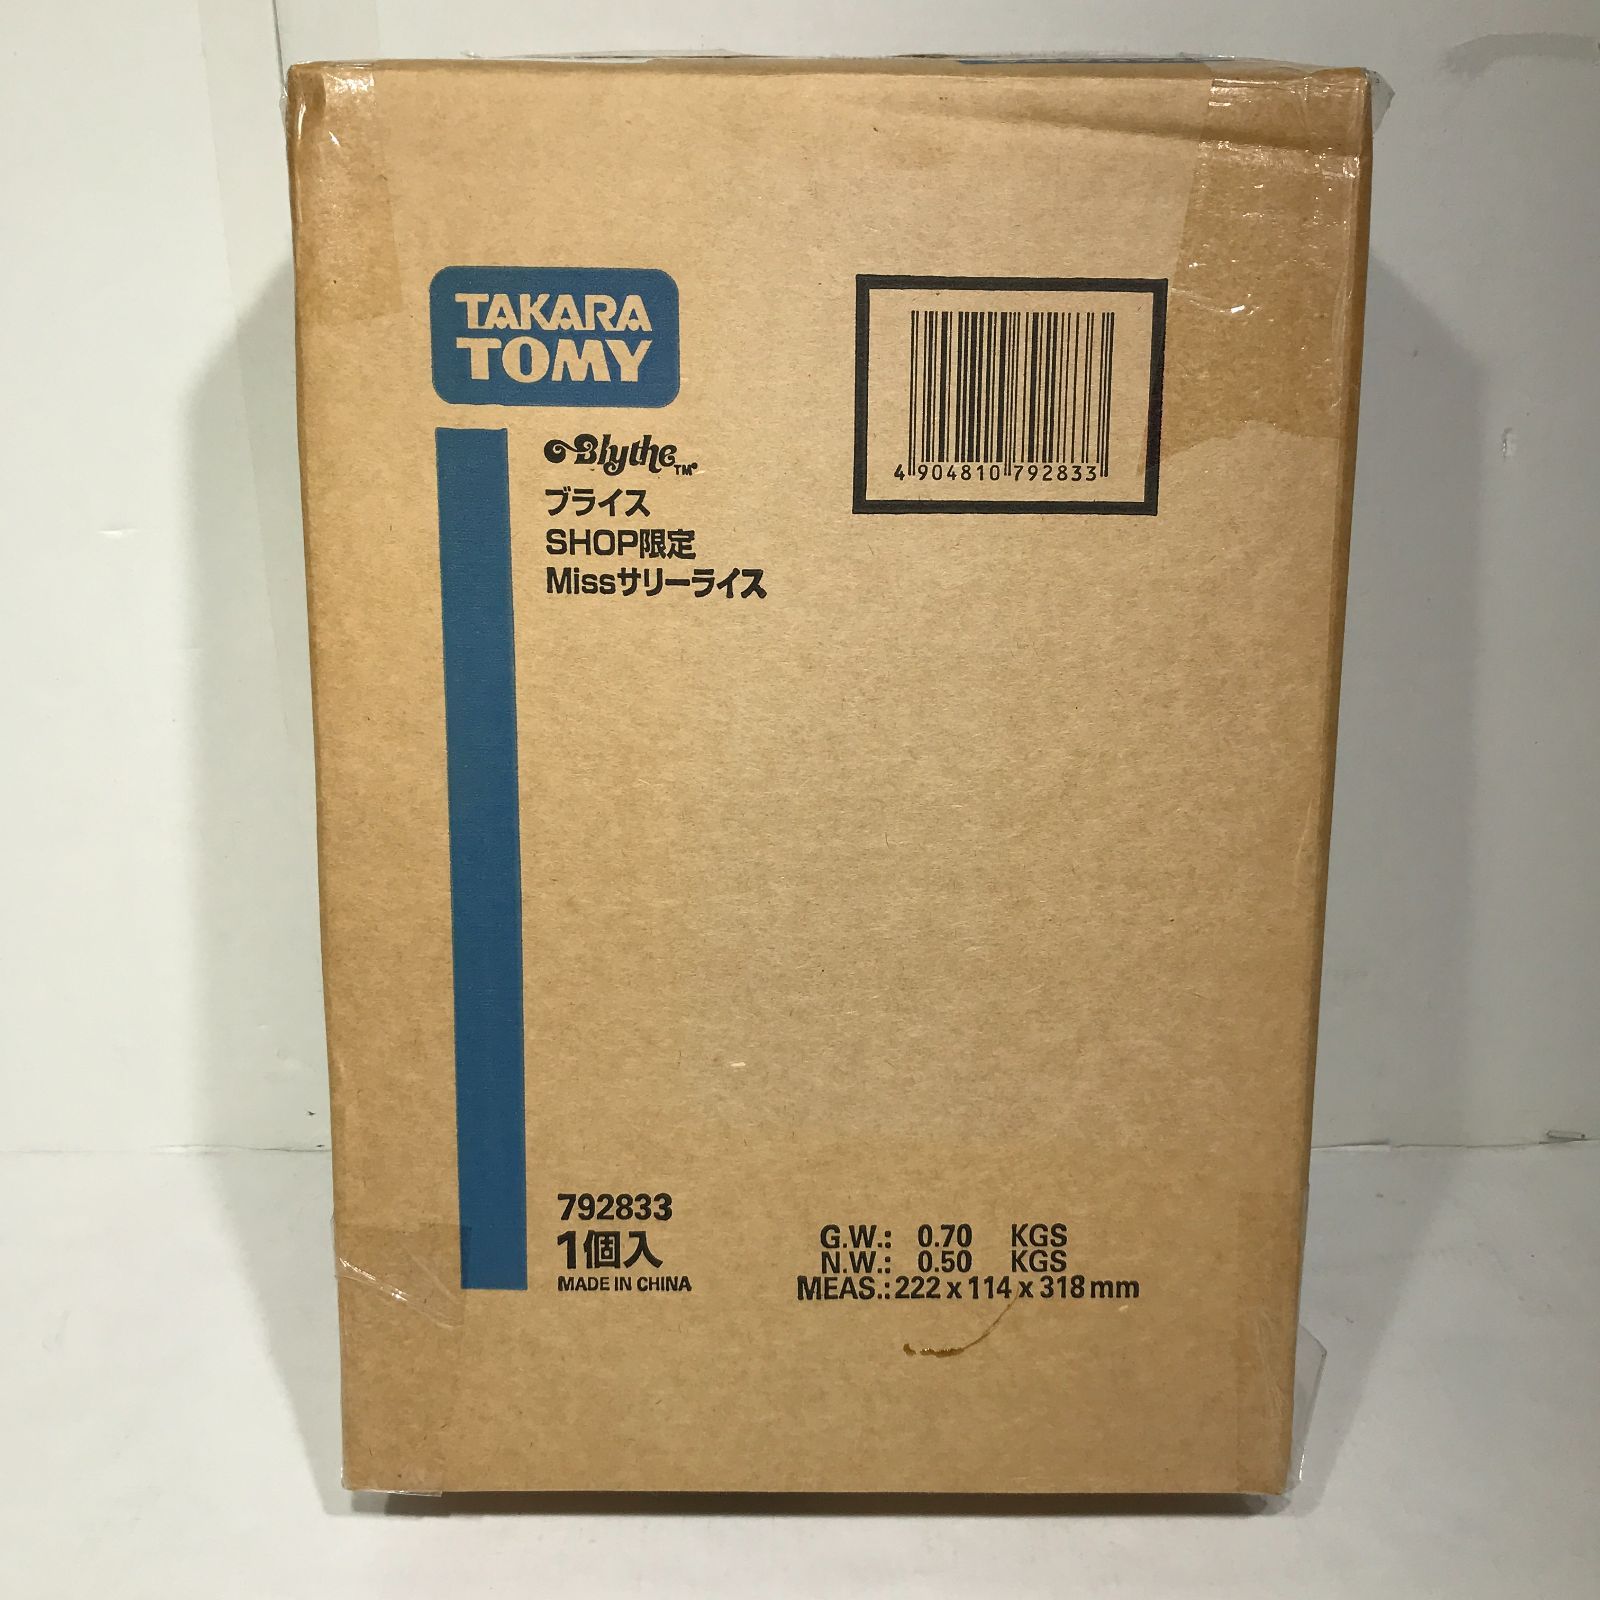 TAKARA
TOMY
Blythe™
ブライス
SHOP限定
Missサリーライス
4 904810 792833
792833
1個入
MADE IN CHINA
G.W.: 0.70 KGS
N.W.: 0.50 KGS
MEAS.: 222 x 114 x 318 mm